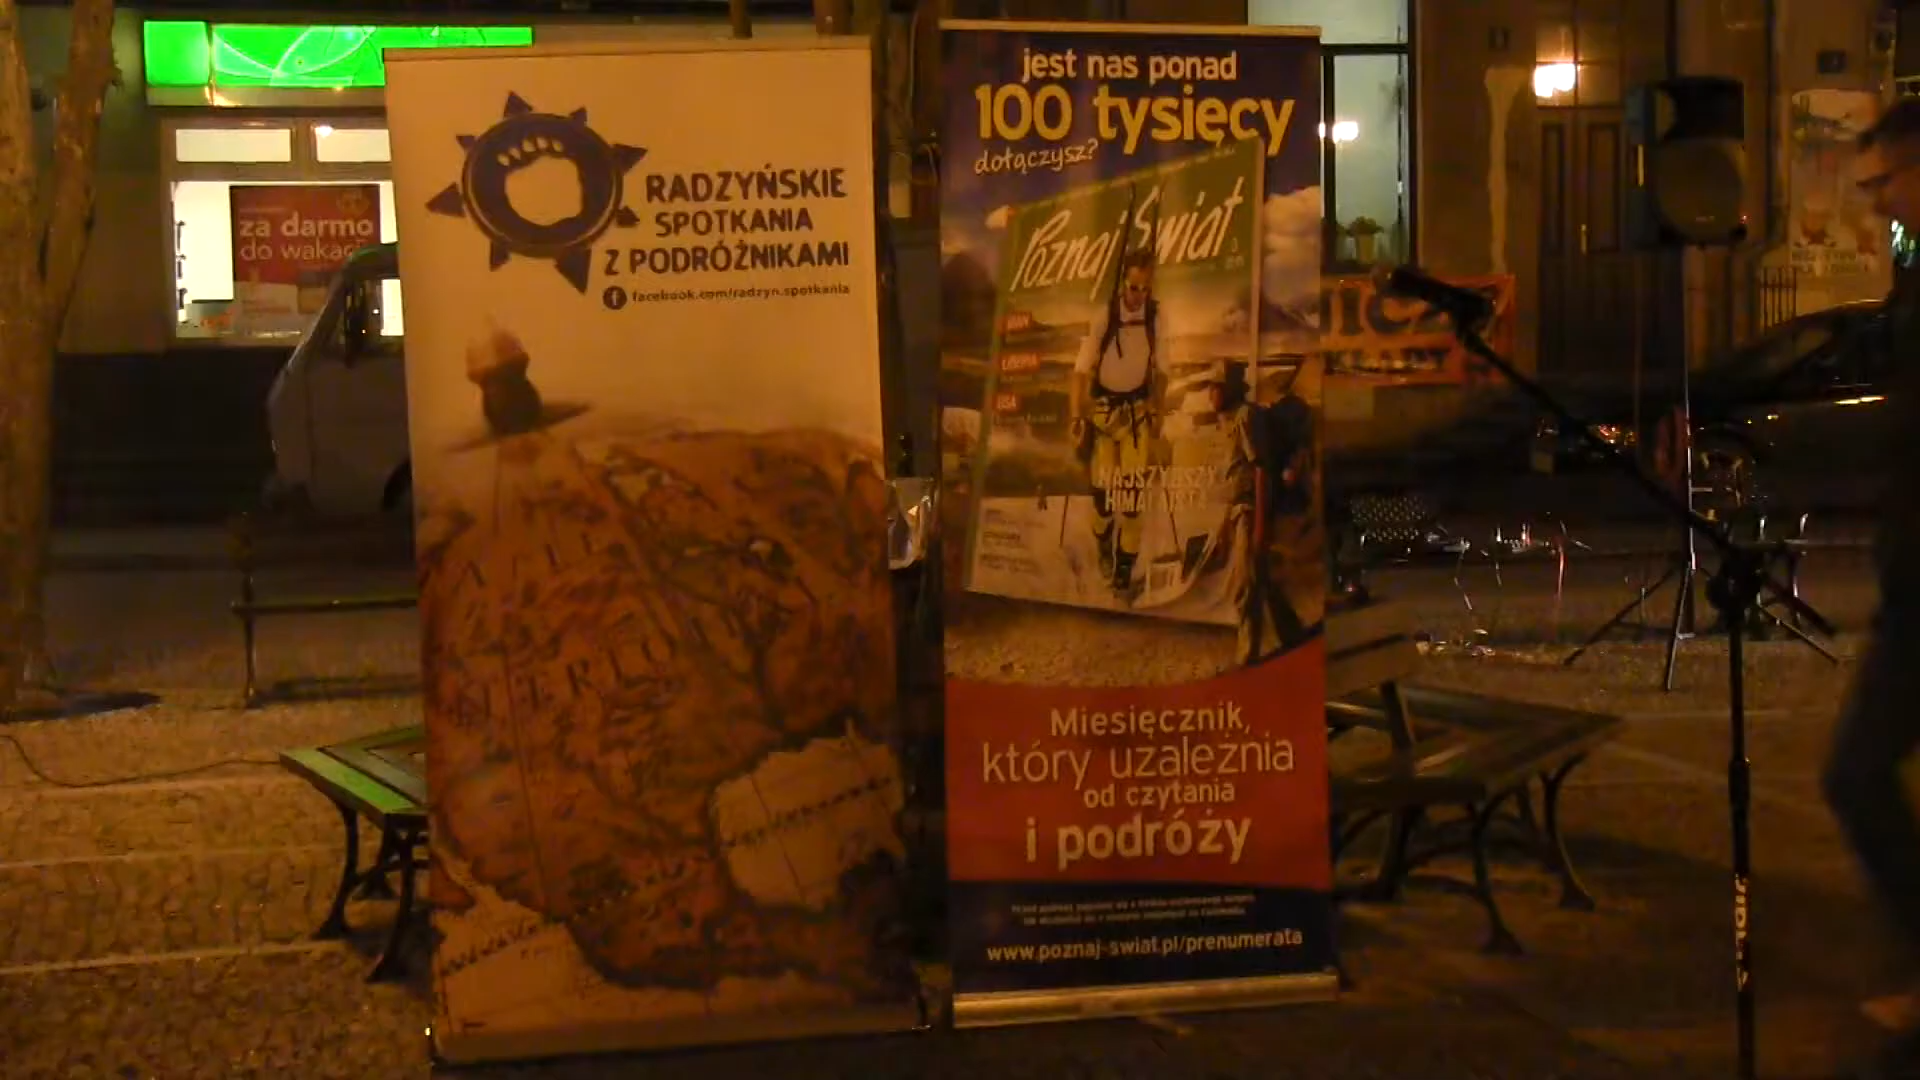 za darmo
do wakacji
RADZYŃSKIE
SPOTKANIA
Z PODRÓŻNIKAMI
facebook.com/radzyn.spotkania
jest nas ponad
100 tysięcy
dołączysz?
Poznaj Świat
USA
NAJSZYBSZY
HIMALAISTA
Miesięcznik,
który uzależnia
od czytania
i podróży
www.poznaj-swiat.pl/prenumerata